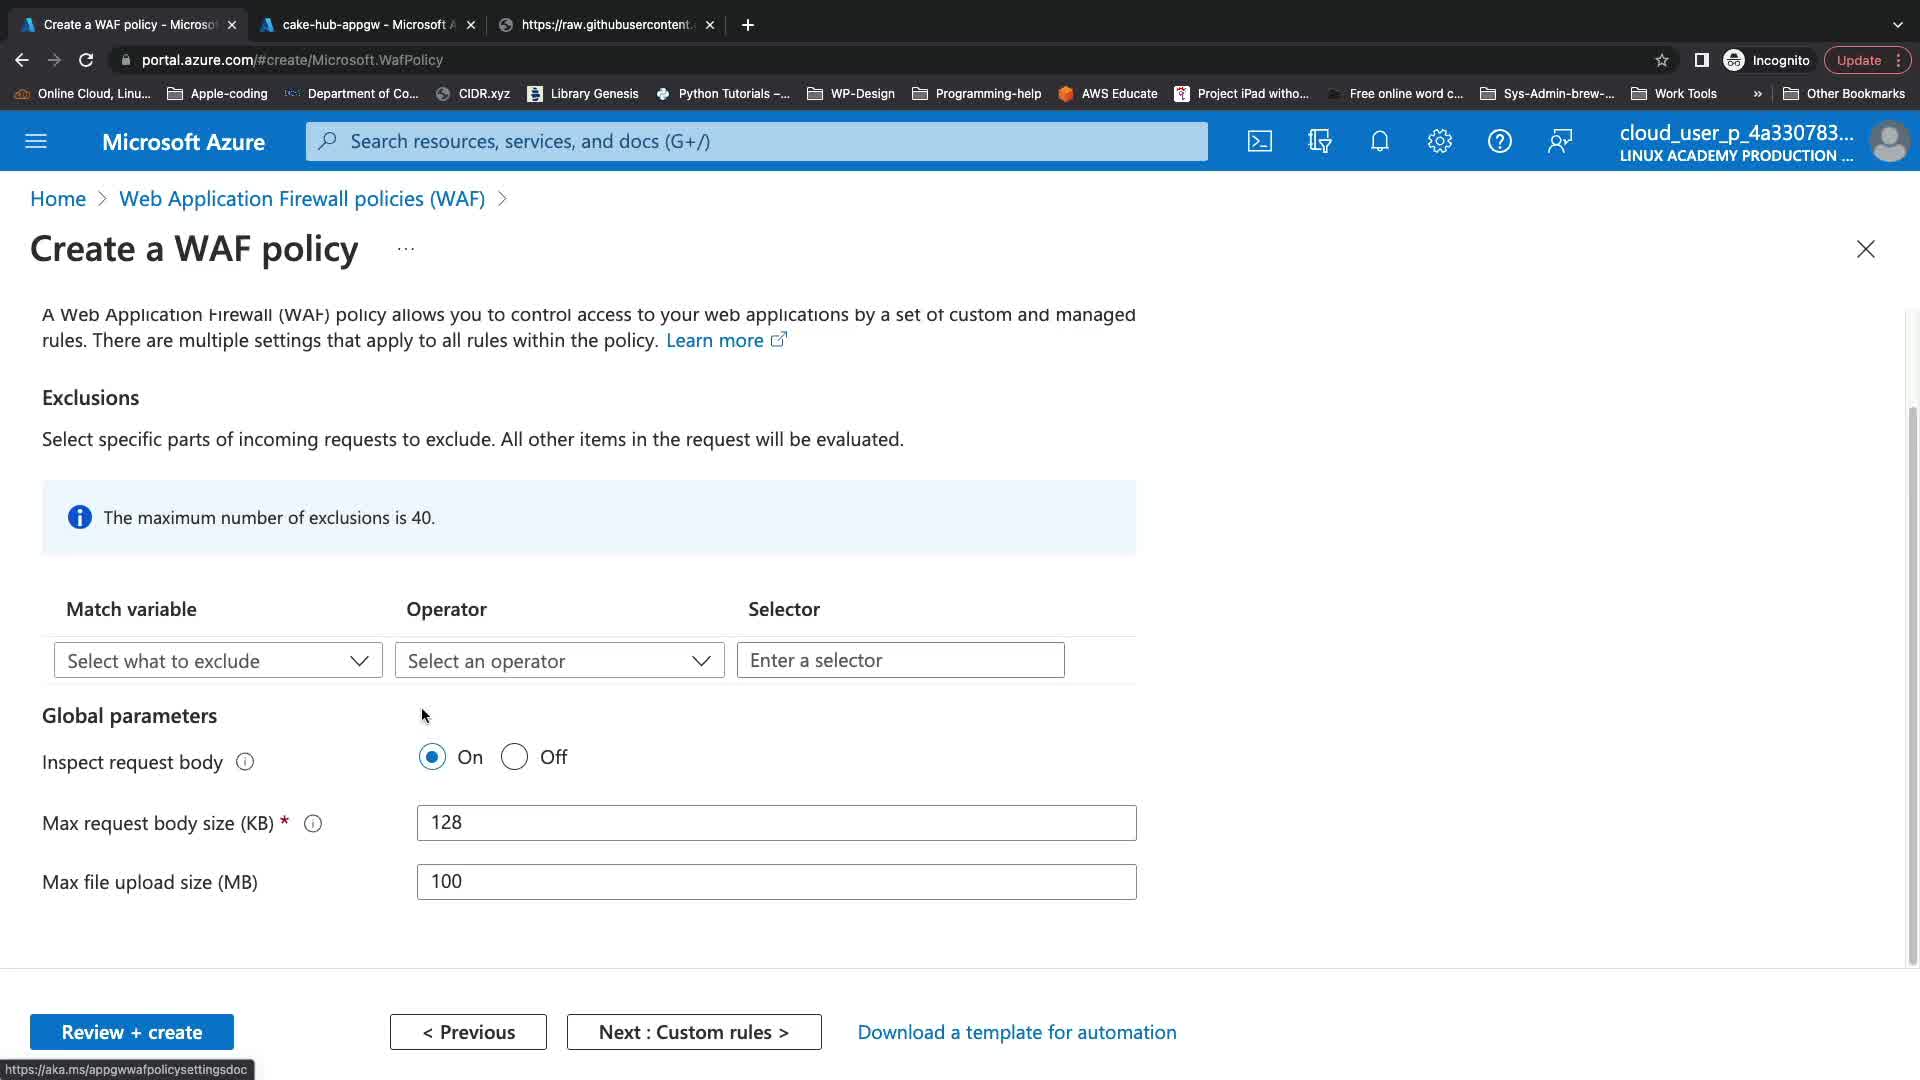 Create a WAF policy - Microso
cake-hub-appgw - Microsoft A
https://raw.githubusercontent.
portal.azure.com/#create/Microsoft.WafPolicy
Incognito
Update
Online Cloud, Linu...
Apple-coding
Department of Co...
CIDR.xyz
Library Genesis
Python Tutorials –...
WP-Design
Programming-help
AWS Educate
Project iPad witho...
Free online word c...
Sys-Admin-brew-...
Work Tools
»
Other Bookmarks
Microsoft Azure
Search resources, services, and docs (G+/)
cloud_user_p_4a330783...
LINUX ACADEMY PRODUCTION ...
Home > Web Application Firewall policies (WAF) >
Create a WAF policy ...
A Web Application Firewall (WAF) policy allows you to control access to your web applications by a set of custom and managed
rules. There are multiple settings that apply to all rules within the policy. Learn more
Exclusions
Select specific parts of incoming requests to exclude. All other items in the request will be evaluated.
The maximum number of exclusions is 40.
Match variable Operator Selector
Select what to exclude Select an operator Enter a selector
Global parameters
Inspect request body On Off
Max request body size (KB) * 128
Max file upload size (MB) 100
Review + create < Previous Next : Custom rules > Download a template for automation
https://aka.ms/appgwwafpolicysettingsdoc